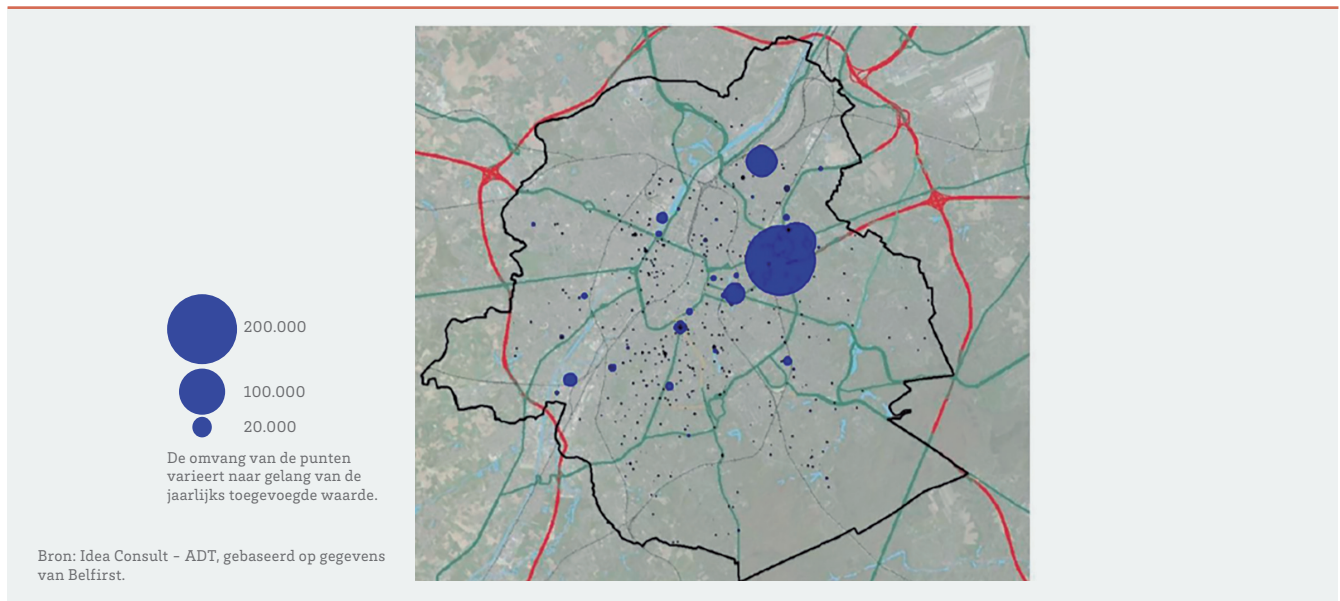 200.000
100.000
20.000
De omvang van de punten
varieert naar gelang van de
jaarlijks toegevoegde waarde.
Bron: Idea Consult – ADT, gebaseerd op gegevens
van Belfirst.